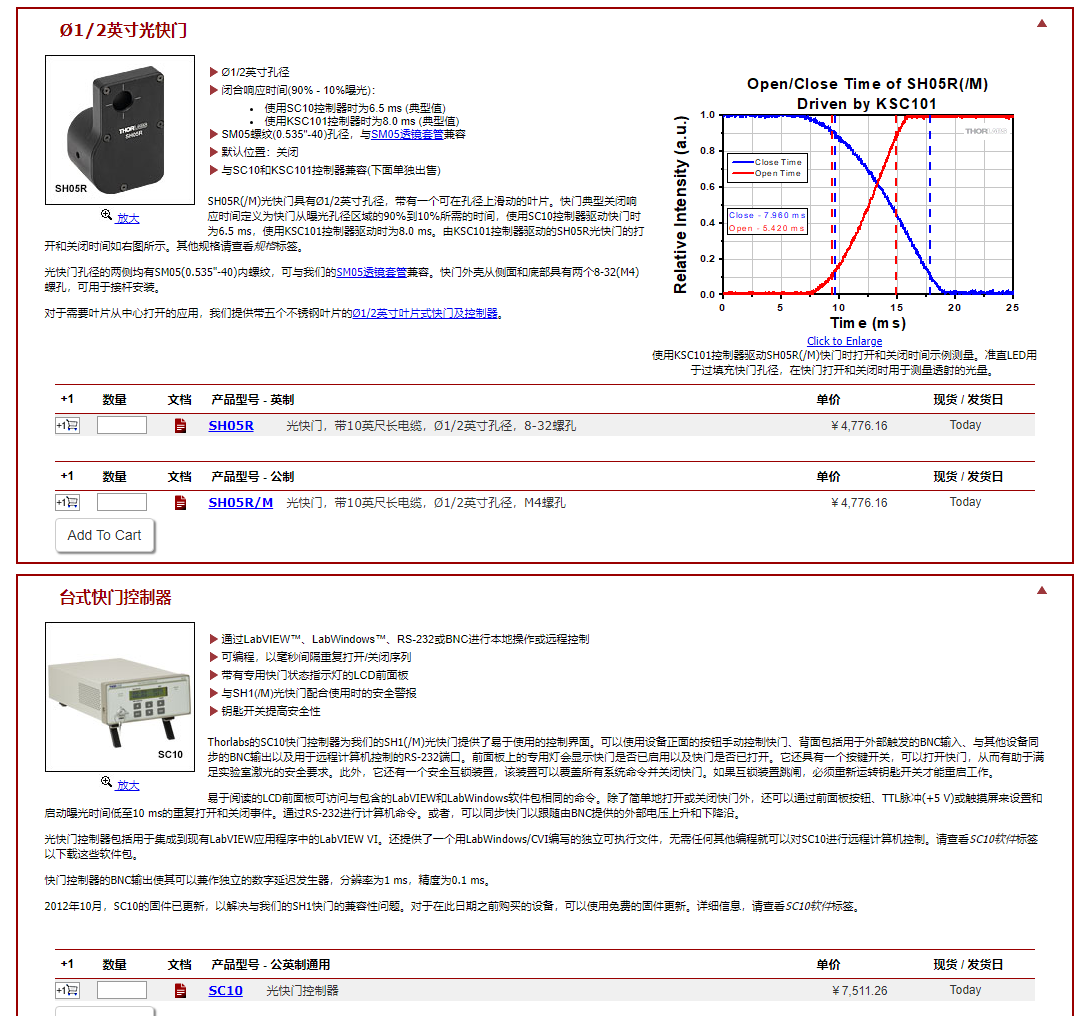 Ø1/2英寸光快门
THORLABS
SH05R
SH05R
放大
Ø1/2英寸孔径
闭合响应时间(90% - 10%曝光):
使用SC10控制器时为6.5 ms (典型值)
使用KSC101控制器时为8.0 ms (典型值)
SM05螺纹(0.535"-40)孔径，与SM05透镜套管兼容
默认位置：关闭
与SC10和KSC101控制器兼容(下面单独出售)
SH05R(/M)光快门具有Ø1/2英寸孔径，带有一个可在孔径上滑动的叶片。快门典型关闭响
应时间定义为快门从曝光孔径区域的90%到10%所需的时间，使用SC10控制器驱动快门时
为6.5 ms，使用KSC101控制器驱动时为8.0 ms。由KSC101控制器驱动的SH05R光快门的打
开和关闭时间如右图所示。其他规格请查看规格标签。
光快门孔径的两侧均有SM05(0.535"-40)内螺纹，可与我们的SM05透镜套管兼容。快门外壳从侧面和底部具有两个8-32(M4)
螺孔，可用于接杆安装。
对于需要叶片从中心打开的应用，我们提供带五个不锈钢叶片的Ø1/2英寸叶片式快门及控制器。
Open/Close Time of SH05R(/M)
Driven by KSC101
Relative Intensity (a.u.)
1.0
0.8
0.6
0.4
0.2
0.0
THORLABS
Close Time
Open Time
Close - 7.960 ms
Open - 5.420 ms
0 5 10 15 20 25
Time (ms)
Click to Enlarge
使用KSC101控制器驱动SH05R(/M)快门时打开和关闭时间示例测量。准直LED用
于过填充快门孔径，在快门打开和关闭时用于测量透射的光量。
+1 数量 文档 产品型号 - 英制 单价 现货 / 发货日
+1 SH05R 光快门，带10英尺长电缆，Ø1/2英寸孔径，8-32螺孔 ￥4,776.16 Today
+1 数量 文档 产品型号 - 公制 单价 现货 / 发货日
+1 SH05R/M 光快门，带10英尺长电缆，Ø1/2英寸孔径，M4螺孔 ￥4,776.16 Today
Add To Cart
台式快门控制器
SC10
放大
通过LabVIEW™、LabWindows™、RS-232或BNC进行本地操作或远程控制
可编程，以毫秒间隔重复打开/关闭序列
带有专用快门状态指示灯的LCD前面板
与SH1(/M)光快门配合使用时的安全警报
钥匙开关提高安全性
Thorlabs的SC10快门控制器为我们的SH1(/M)光快门提供了易于使用的控制界面。可以使用设备正面的按钮手动控制快门、背面包括用于外部触发的BNC输入、与其他设备同
步的BNC输出以及用于远程计算机控制的RS-232端口。前面板上的专用灯会显示快门是否已启用以及快门是否已打开。它还具有一个按键开关，可以打开快门，从而有助于满
足实验室激光的安全要求。此外，它还有一个安全互锁装置，该装置可以覆盖所有系统命令并关闭快门。如果互锁装置跳闸，必须重新运转钥匙开关才能重启工作。
易于阅读的LCD前面板可访问与包含的LabVIEW和LabWindows软件包相同的命令。除了简单地打开或关闭快门外，还可以通过前面板按钮、TTL脉冲(+5 V)或触摸屏来设置和
启动曝光时间低至10 ms的重复打开和关闭事件。通过RS-232进行计算机命令。或者，可以同步快门以跟随由BNC提供的外部电压上升和下降沿。
光快门控制器包括用于集成到现有LabVIEW应用程序中的LabVIEW VI。还提供了一个用LabWindows/CVI编写的独立可执行文件，无需任何其他编程就可以对SC10进行远程计算机控制。请查看SC10软件标签
以下载这些软件包。
快门控制器的BNC输出使其可以兼作独立的数字延迟发生器，分辨率为1 ms，精度为0.1 ms。
2012年10月，SC10的固件已更新，以解决与我们的SH1快门的兼容性问题。对于在此日期之前购买的设备，可以使用免费的固件更新。详细信息，请查看SC10软件标签。
+1 数量 文档 产品型号 - 公英制通用 单价 现货 / 发货日
+1 SC10 光快门控制器 ￥7,511.26 Today